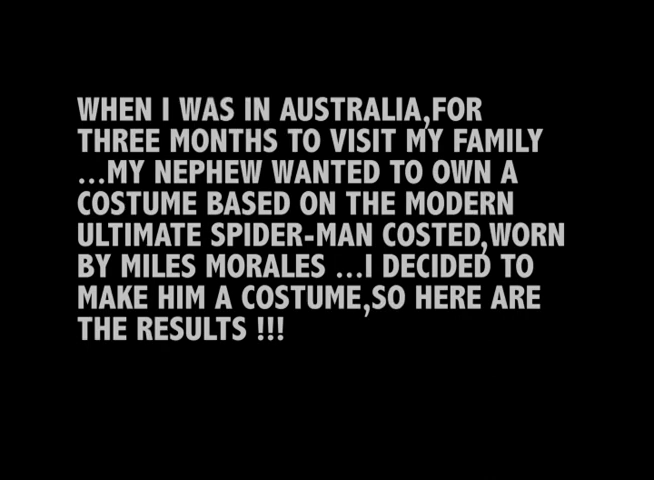 WHEN I WAS IN AUSTRALIA,FOR
THREE MONTHS TO VISIT MY FAMILY
...MY NEPHEW WANTED TO OWN A
COSTUME BASED ON THE MODERN
ULTIMATE SPIDER-MAN COSTED,WORN
BY MILES MORALES ...I DECIDED TO
MAKE HIM A COSTUME,SO HERE ARE
THE RESULTS !!!